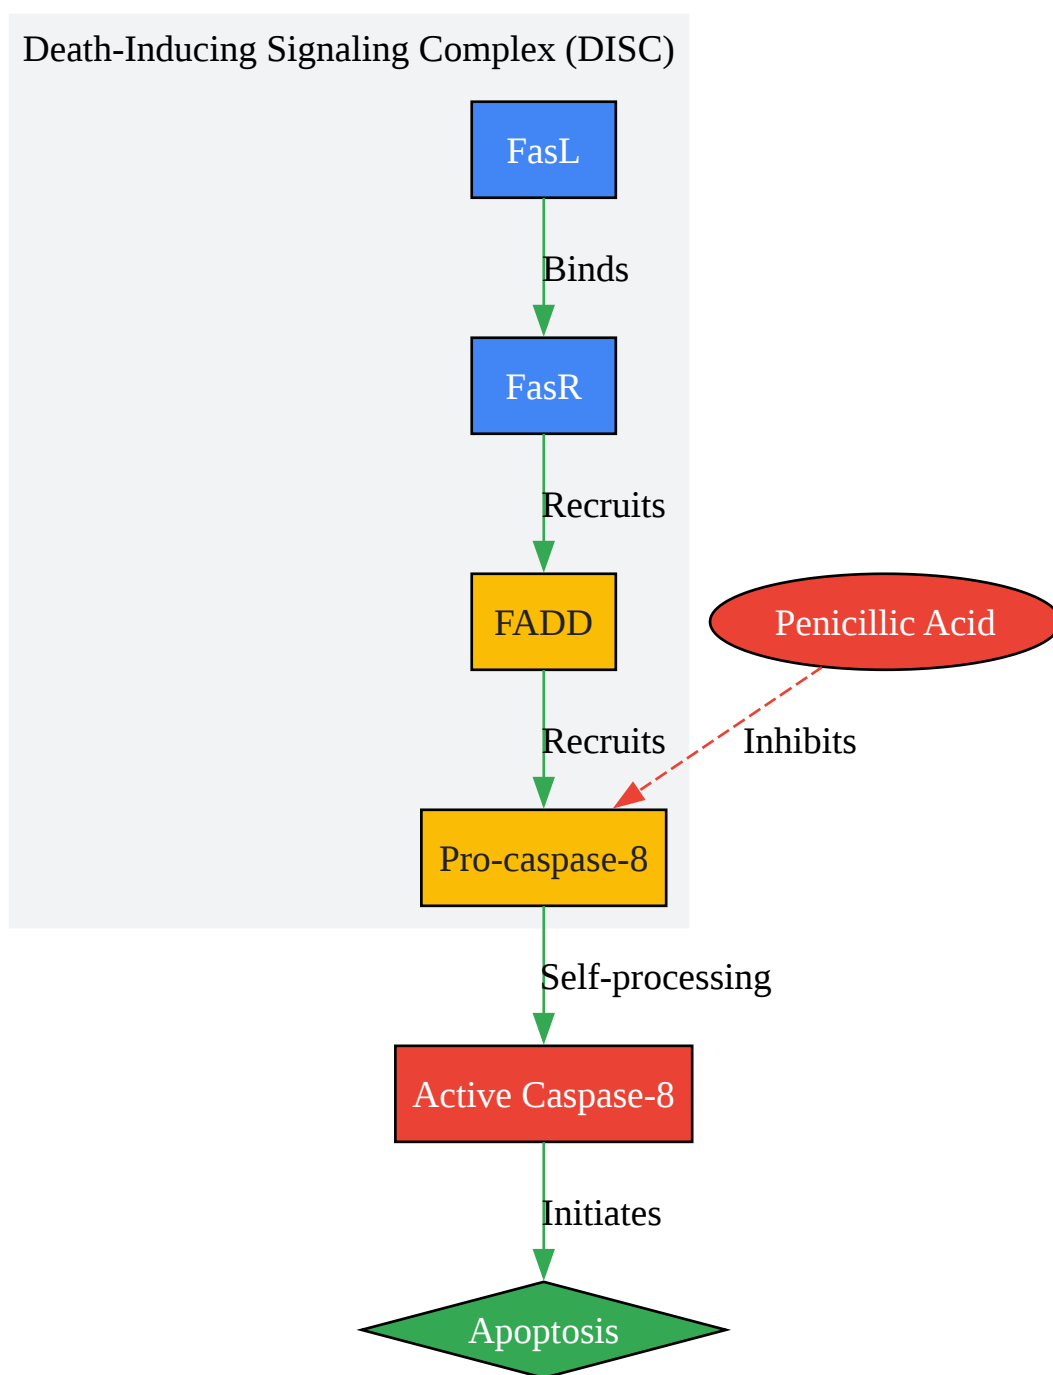 Death-Inducing Signaling Complex (DISC)
FasL
Binds
FasR
Recruits
FADD
Penicillic Acid
Recruits
Inhibits
Pro-caspase-8
Self-processing
Active Caspase-8
Initiates
Apoptosis